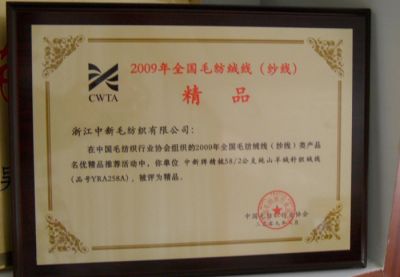 CWTA
2009年全国毛纺绒线（纱线）
精品
浙江中新毛纺织有限公司：
在中国毛纺织行业协会组织的2009年全国毛纺绒线（纱线）类产品
名优精品推荐活动中，你单位 中新牌精梳58/2公支纯山羊绒针织绒线
（品号YRA258A），被评为精品。
中国毛纺织行业协会
二〇〇九年